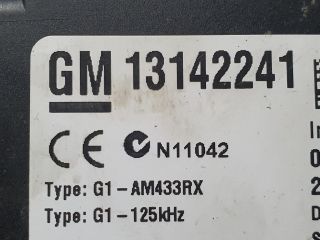 GM 13142241
CE N11042
Type: G1-AM433RX
Type: G1-125kHz